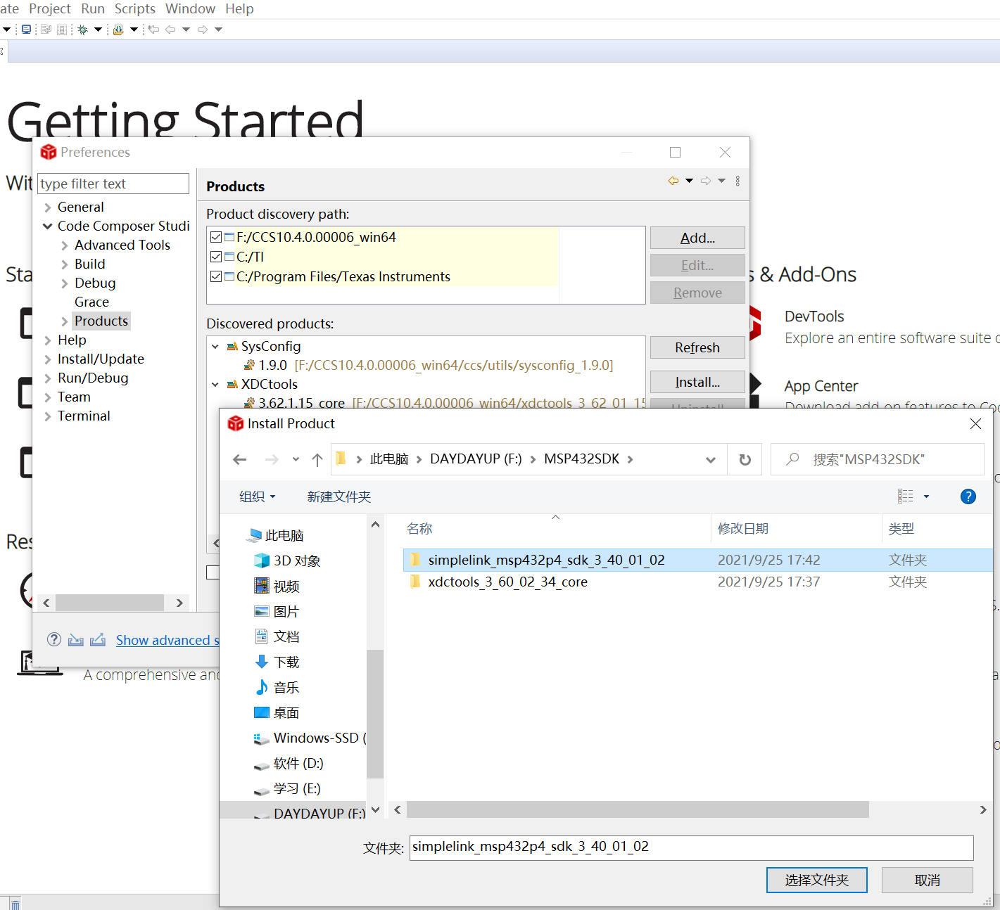 ate Project Run Scripts Window Help
Getting Started
Wit
Preferences
type filter text
General
Code Composer Studi
Advanced Tools
Build
Debug
Grace
Products
Help
Install/Update
Run/Debug
Team
Terminal
Products
Product discovery path:
F:/CCS10.4.0.00006_win64
C:/TI
C:/Program Files/Texas Instruments
Add...
Edit...
Remove
Discovered products:
SysConfig
1.9.0 [F:/CCS10.4.0.00006_win64/ccs/utils/sysconfig_1.9.0]
XDCtools
3.62.1.15_core [F:/CCS10.4.0.00006_win64/xdctools_3_62_01_15
Refresh
Install...
Uninstall
Show advanced s
Sta
s & Add-Ons
DevTools
Explore an entire software suite o
App Center
Download add-on features to Coo
Res
A comprehensive and
Install Product
此电脑 > DAYDAYUP (F:) > MSP432SDK >
搜索"MSP432SDK"
组织
新建文件夹
此电脑
3D 对象
视频
图片
文档
下载
音乐
桌面
Windows-SSD (
软件 (D:)
学习 (E:)
DAYDAYUP (F:)
名称 修改日期 类型
simplelink_msp432p4_sdk_3_40_01_02 2021/9/25 17:42 文件夹
xdctools_3_60_02_34_core 2021/9/25 17:37 文件夹
文件夹: simplelink_msp432p4_sdk_3_40_01_02
选择文件夹 取消